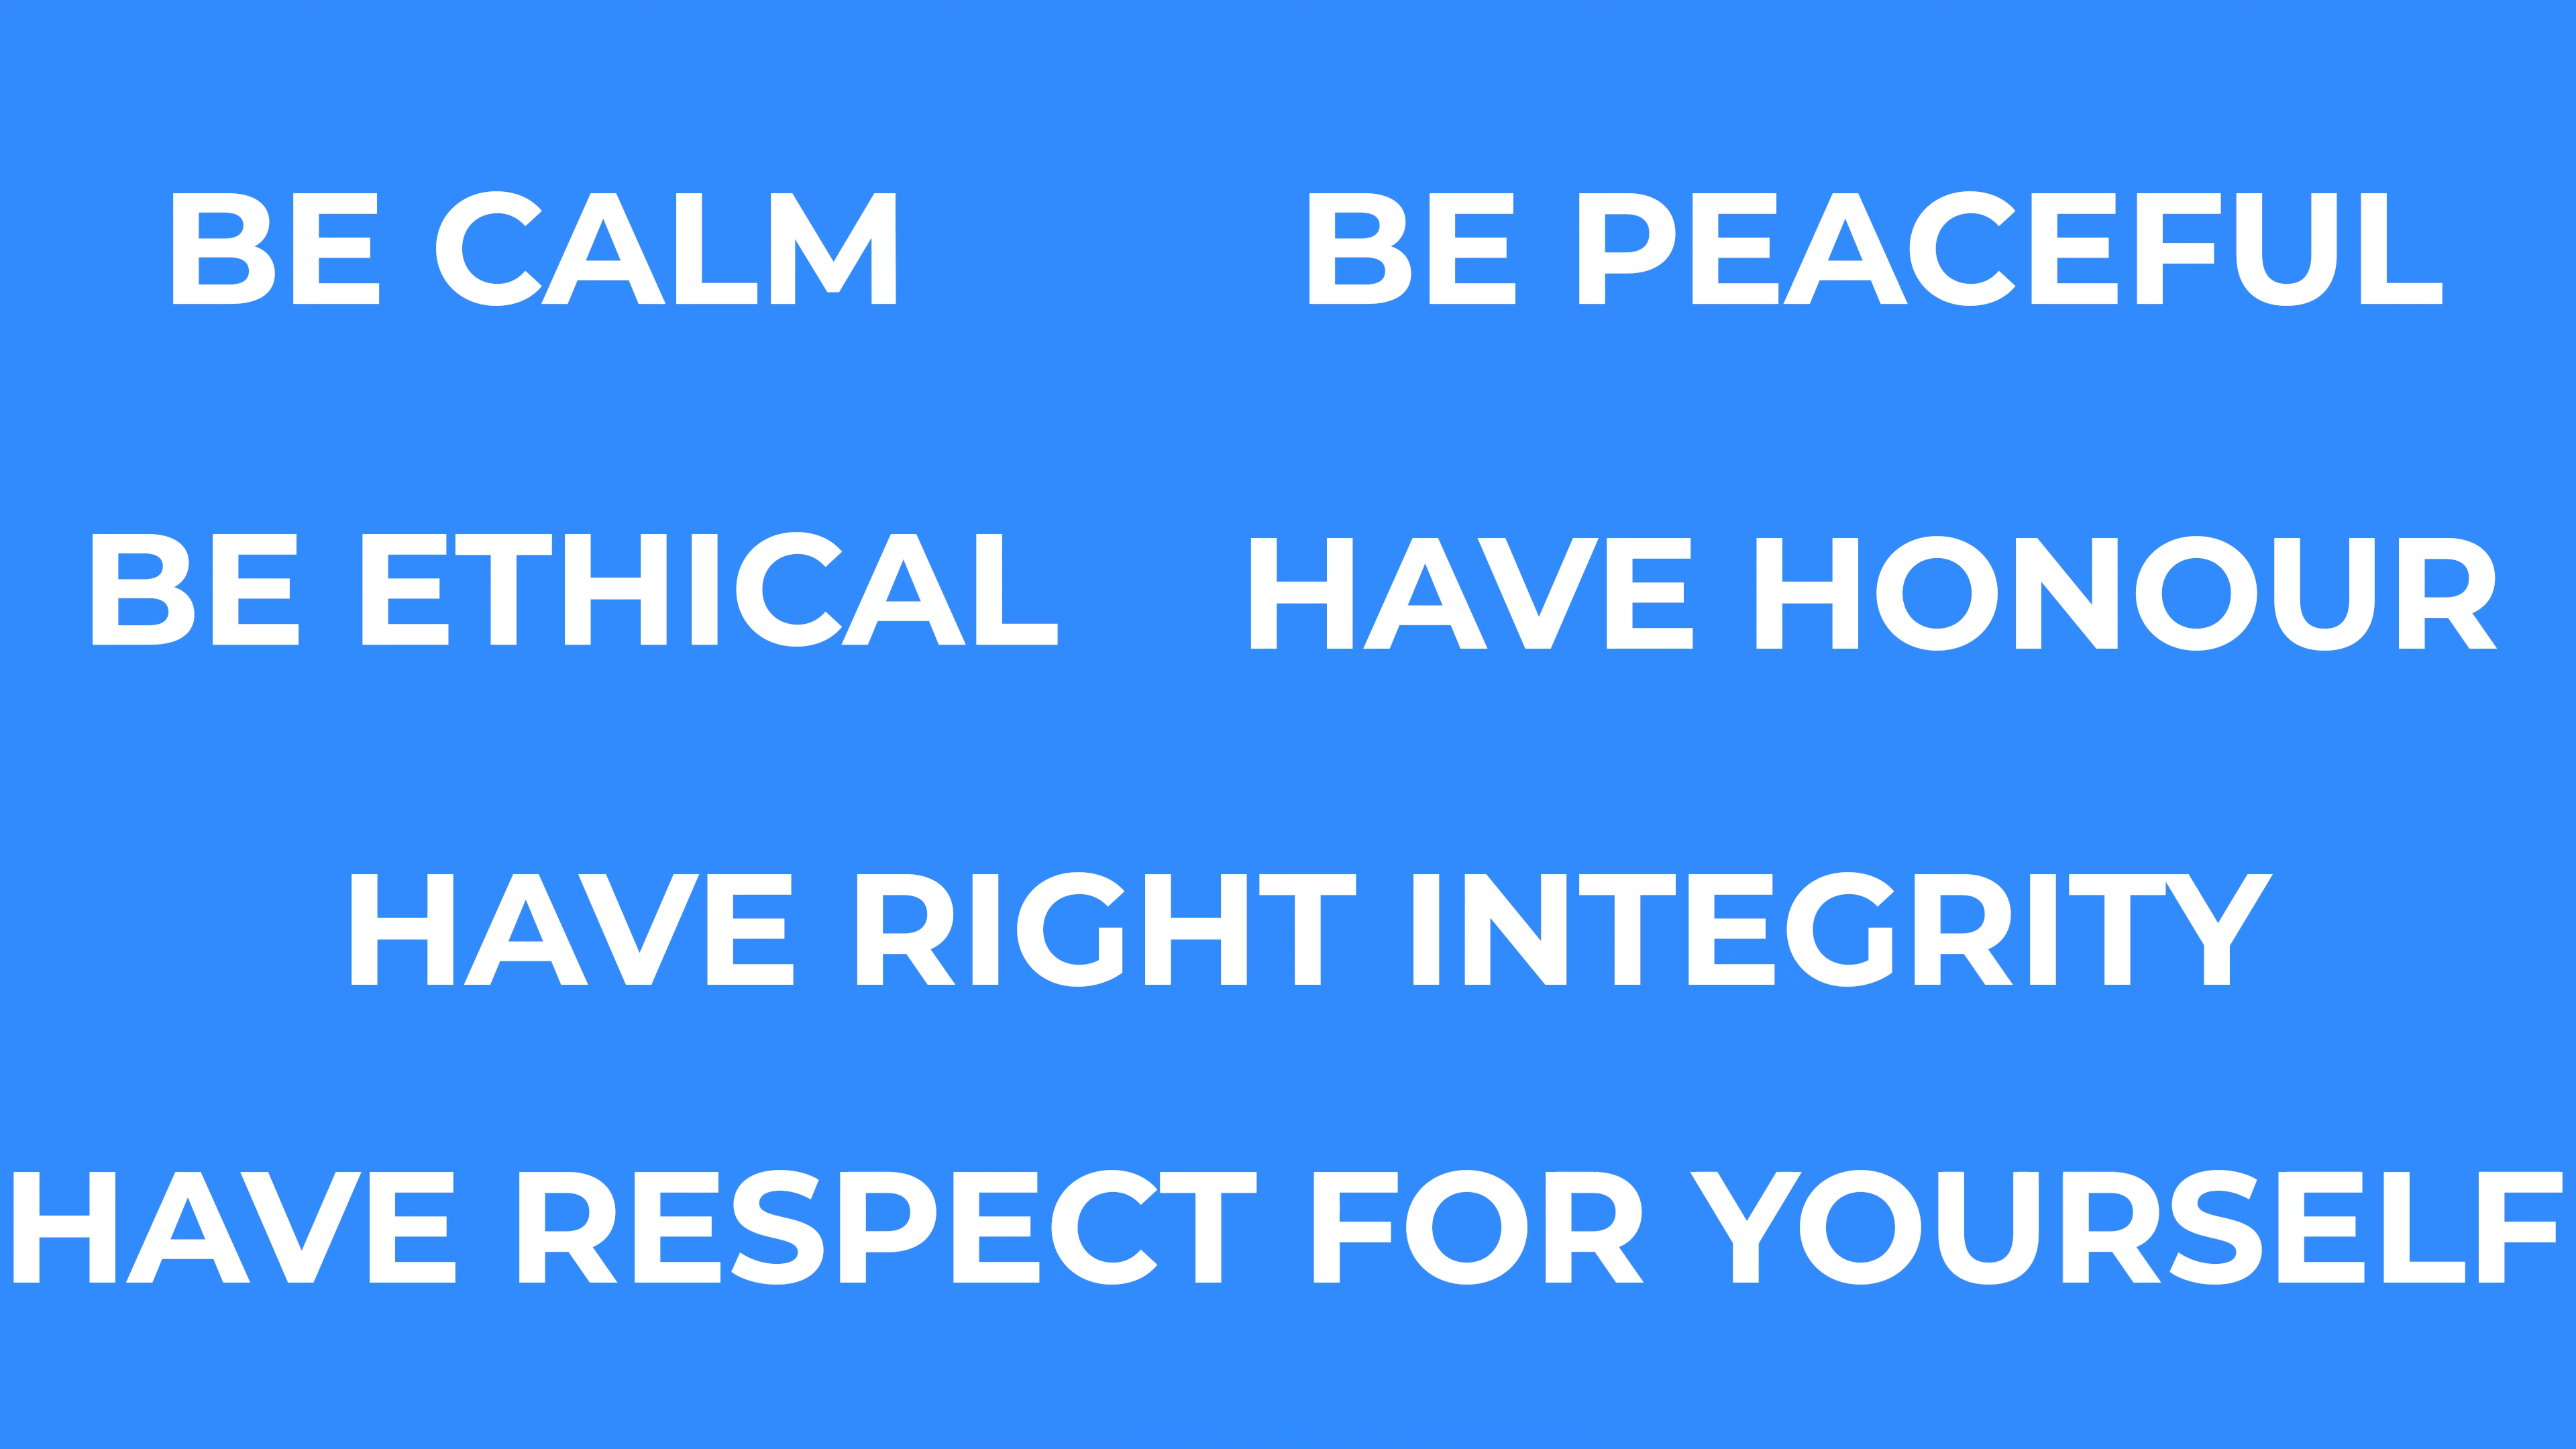 BE CALM BE PEACEFUL
BE ETHICAL HAVE HONOUR
HAVE RIGHT INTEGRITY
HAVE RESPECT FOR YOURSELF